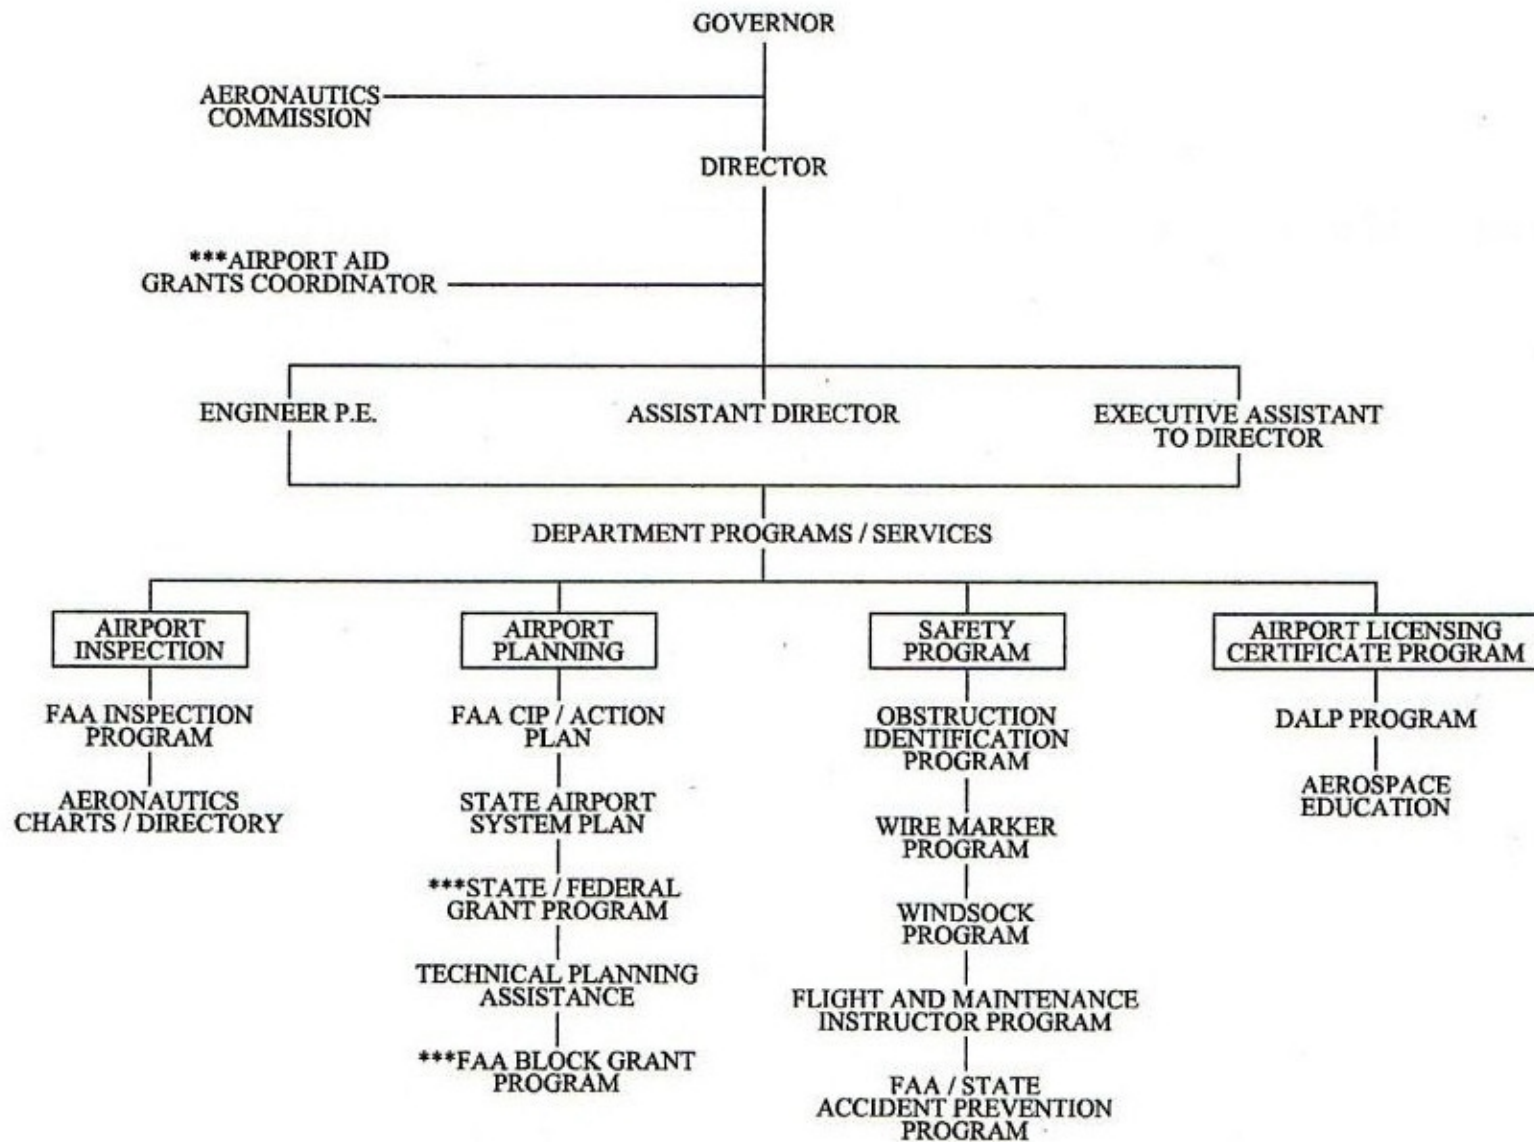 GOVERNOR
AERONAUTICS
COMMISSION
DIRECTOR
***AIRPORT AID
GRANTS COORDINATOR
ENGINEER P.E.
ASSISTANT DIRECTOR
EXECUTIVE ASSISTANT
TO DIRECTOR
DEPARTMENT PROGRAMS / SERVICES
AIRPORT
INSPECTION
FAA INSPECTION
PROGRAM
AERONAUTICS
CHARTS / DIRECTORY
AIRPORT
PLANNING
FAA CIP / ACTION
PLAN
STATE AIRPORT
SYSTEM PLAN
***STATE / FEDERAL
GRANT PROGRAM
TECHNICAL PLANNING
ASSISTANCE
***FAA BLOCK GRANT
PROGRAM
SAFETY
PROGRAM
OBSTRUCTION
IDENTIFICATION
PROGRAM
WIRE MARKER
PROGRAM
WINDSOCK
PROGRAM
FLIGHT AND MAINTENANCE
INSTRUCTOR PROGRAM
FAA / STATE
ACCIDENT PREVENTION
PROGRAM
AIRPORT LICENSING
CERTIFICATE PROGRAM
DALP PROGRAM
AEROSPACE
EDUCATION